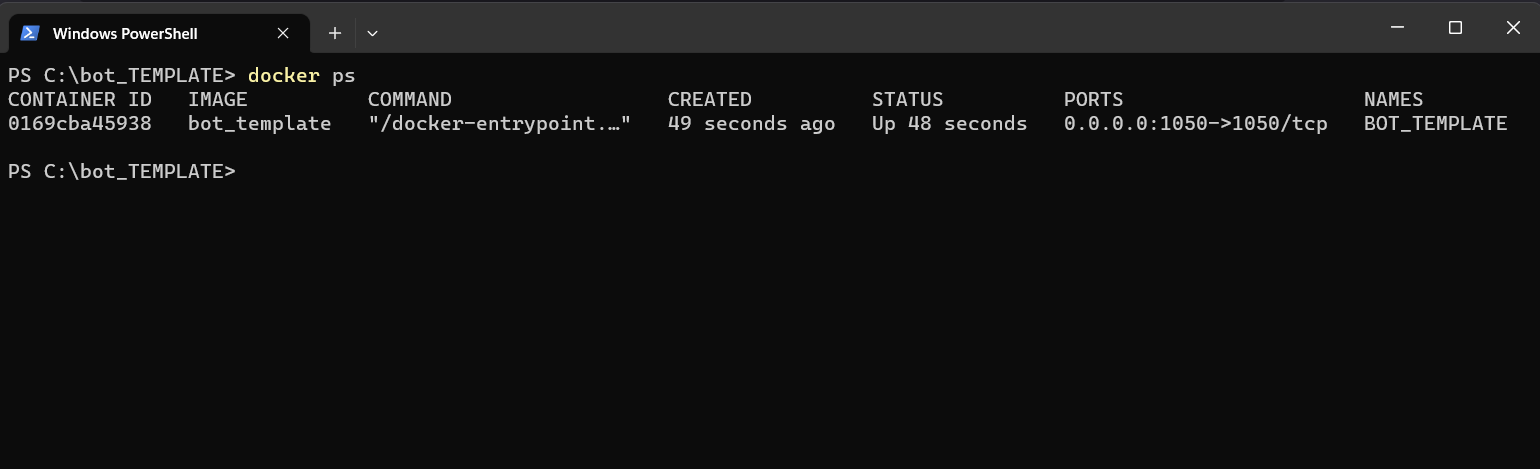 Windows PowerShell
PS C:\bot_TEMPLATE> docker ps
CONTAINER ID   IMAGE          COMMAND                  CREATED          STATUS          PORTS                    NAMES
0169cba45938   bot_template   "/docker-entrypoint.…"   49 seconds ago   Up 48 seconds   0.0.0.0:1050->1050/tcp   BOT_TEMPLATE
PS C:\bot_TEMPLATE>